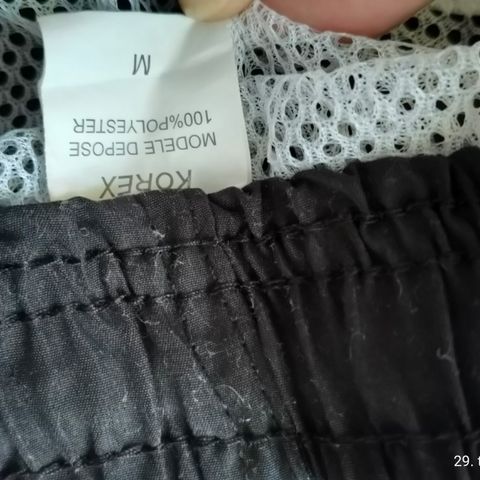 KOREX
MODELE DEPOSE
100%POLYESTER
M
29. t